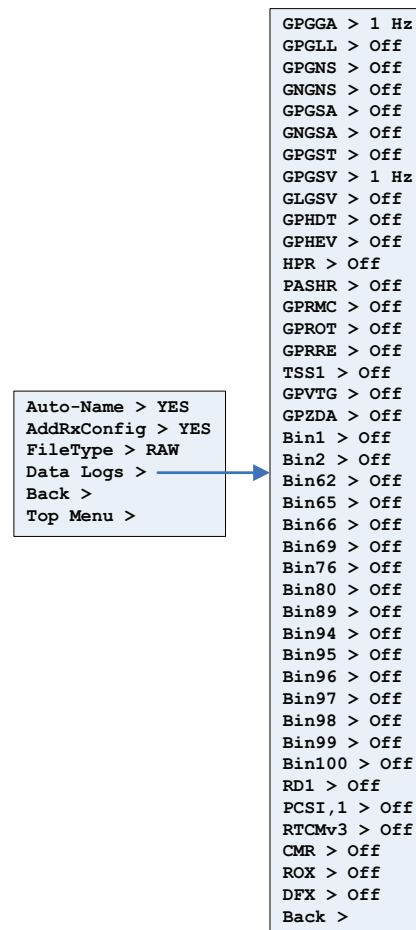 Auto-Name > YES
AddRxConfig > YES
FileType > RAW
Data Logs >
Back >
Top Menu >
GPGGA > 1 Hz
GPGLL > Off
GPGNS > Off
GNGNS > Off
GPGSA > Off
GNGSA > Off
GPGST > Off
GPGSV > 1 Hz
GLGSV > Off
GPHDT > Off
GPHEV > Off
HPR > Off
PASHR > Off
GPRMC > Off
GPROT > Off
GPRRE > Off
TSS1 > Off
GPVTG > Off
GPZDA > Off
Bin1 > Off
Bin2 > Off
Bin62 > Off
Bin65 > Off
Bin66 > Off
Bin69 > Off
Bin76 > Off
Bin80 > Off
Bin89 > Off
Bin94 > Off
Bin95 > Off
Bin96 > Off
Bin97 > Off
Bin98 > Off
Bin99 > Off
Bin100 > Off
RD1 > Off
PCSI,1 > Off
RTCMv3 > Off
CMR > Off
ROX > Off
DFX > Off
Back >